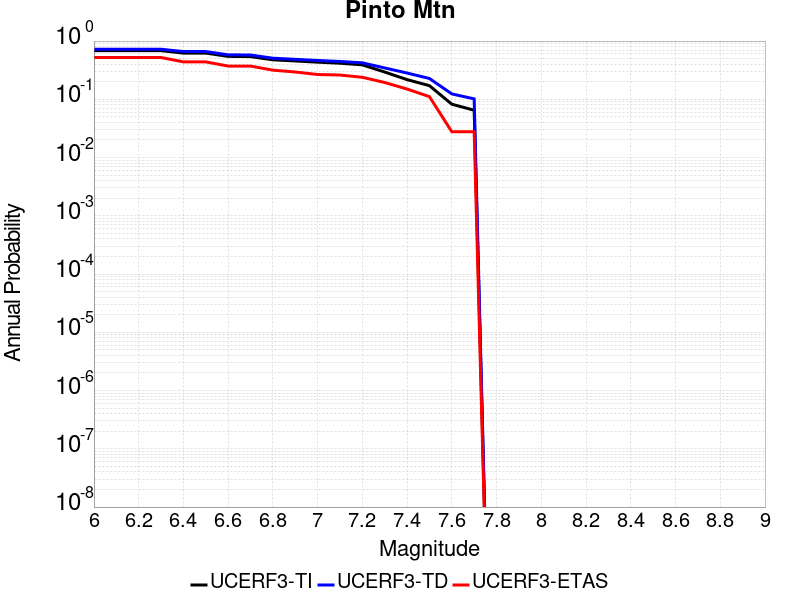 Pinto Mtn
10^0
10^-1
10^-2
10^-3
10^-4
10^-5
10^-6
10^-7
10^-8
Annual Probability
6 6.2 6.4 6.6 6.8 7 7.2 7.4 7.6 7.8 8 8.2 8.4 8.6 8.8 9
Magnitude
UCERF3-TI UCERF3-TD UCERF3-ETAS